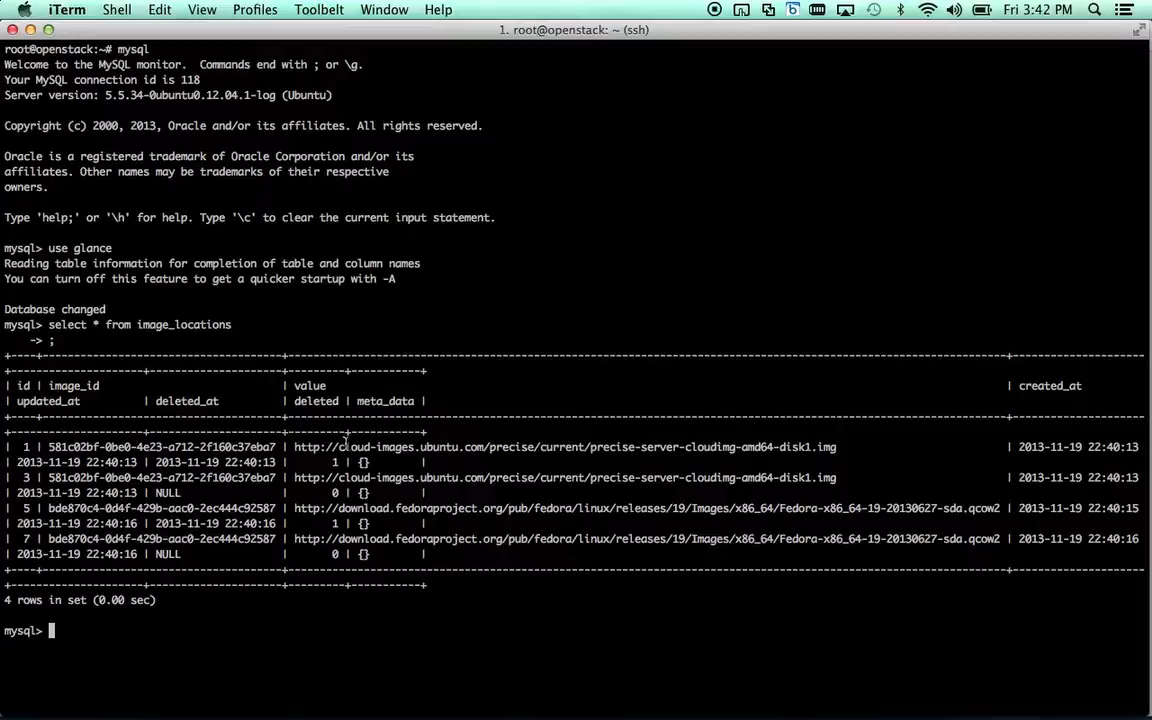 iTerm Shell Edit View Profiles Toolbelt Window Help Fri 3:42 PM
1. root@openstack: ~ (ssh)
root@openstack:~# mysql
Welcome to the MySQL monitor.  Commands end with ; or \g.
Your MySQL connection id is 118
Server version: 5.5.34-0ubuntu0.12.04.1-log (Ubuntu)
Copyright (c) 2000, 2013, Oracle and/or its affiliates. All rights reserved.
Oracle is a registered trademark of Oracle Corporation and/or its
affiliates. Other names may be trademarks of their respective
owners.
Type 'help;' or '\h' for help. Type '\c' to clear the current input statement.
mysql> use glance
Reading table information for completion of table and column names
You can turn off this feature to get a quicker startup with -A
Database changed
mysql> select * from image_locations
    -> ;
| id | image_id | value | created_at
| updated_at | deleted_at | deleted | meta_data |
|  1 | 581c02bf-0be0-4e23-a712-2f160c37eba7 | http://cloud-images.ubuntu.com/precise/current/precise-server-cloudimg-amd64-disk1.img | 2013-11-19 22:40:13
| 2013-11-19 22:40:13 | 2013-11-19 22:40:13 | 1 | {} |
|  3 | 581c02bf-0be0-4e23-a712-2f160c37eba7 | http://cloud-images.ubuntu.com/precise/current/precise-server-cloudimg-amd64-disk1.img | 2013-11-19 22:40:13
| 2013-11-19 22:40:13 | NULL | 0 | {} |
|  5 | bde870c4-0d4f-429b-aac0-2ec444c92587 | http://download.fedoraproject.org/pub/fedora/linux/releases/19/Images/x86_64/Fedora-x86_64-19-20130627-sda.qcow2 | 2013-11-19 22:40:15
| 2013-11-19 22:40:16 | 2013-11-19 22:40:16 | 1 | {} |
|  7 | bde870c4-0d4f-429b-aac0-2ec444c92587 | http://download.fedoraproject.org/pub/fedora/linux/releases/19/Images/x86_64/Fedora-x86_64-19-20130627-sda.qcow2 | 2013-11-19 22:40:16
| 2013-11-19 22:40:16 | NULL | 0 | {} |
4 rows in set (0.00 sec)
mysql>